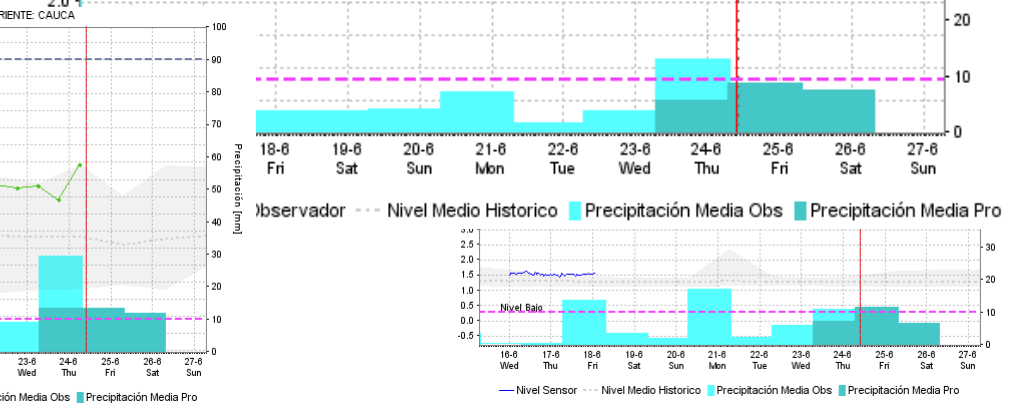 2.0
RIENTE: CAUCA
100
90
80
70
60
50
40
30
20
10
0
Precipitación [mm]
23-6 24-6 25-6 26-6 27-6
Wed Thu Fri Sat Sun
ción Media Obs Precipitación Media Pro
20
10
0
18-6 19-6 20-6 21-6 22-6 23-6 24-6 25-6 26-6 27-6
Fri Sat Sun Mon Tue Wed Thu Fri Sat Sun
Observador Nivel Medio Historico Precipitación Media Obs Precipitación Media Pro
3.0
2.5
2.0
1.5
1.0
0.5
0.0
-0.5
Nivel Bajo
30
20
10
0
16-6 17-6 18-6 19-6 20-6 21-6 22-6 23-6 24-6 25-6 26-6 27-6
Wed Thu Fri Sat Sun Mon Tue Wed Thu Fri Sat Sun
Nivel Sensor Nivel Medio Historico Precipitación Media Obs Precipitación Media Pro